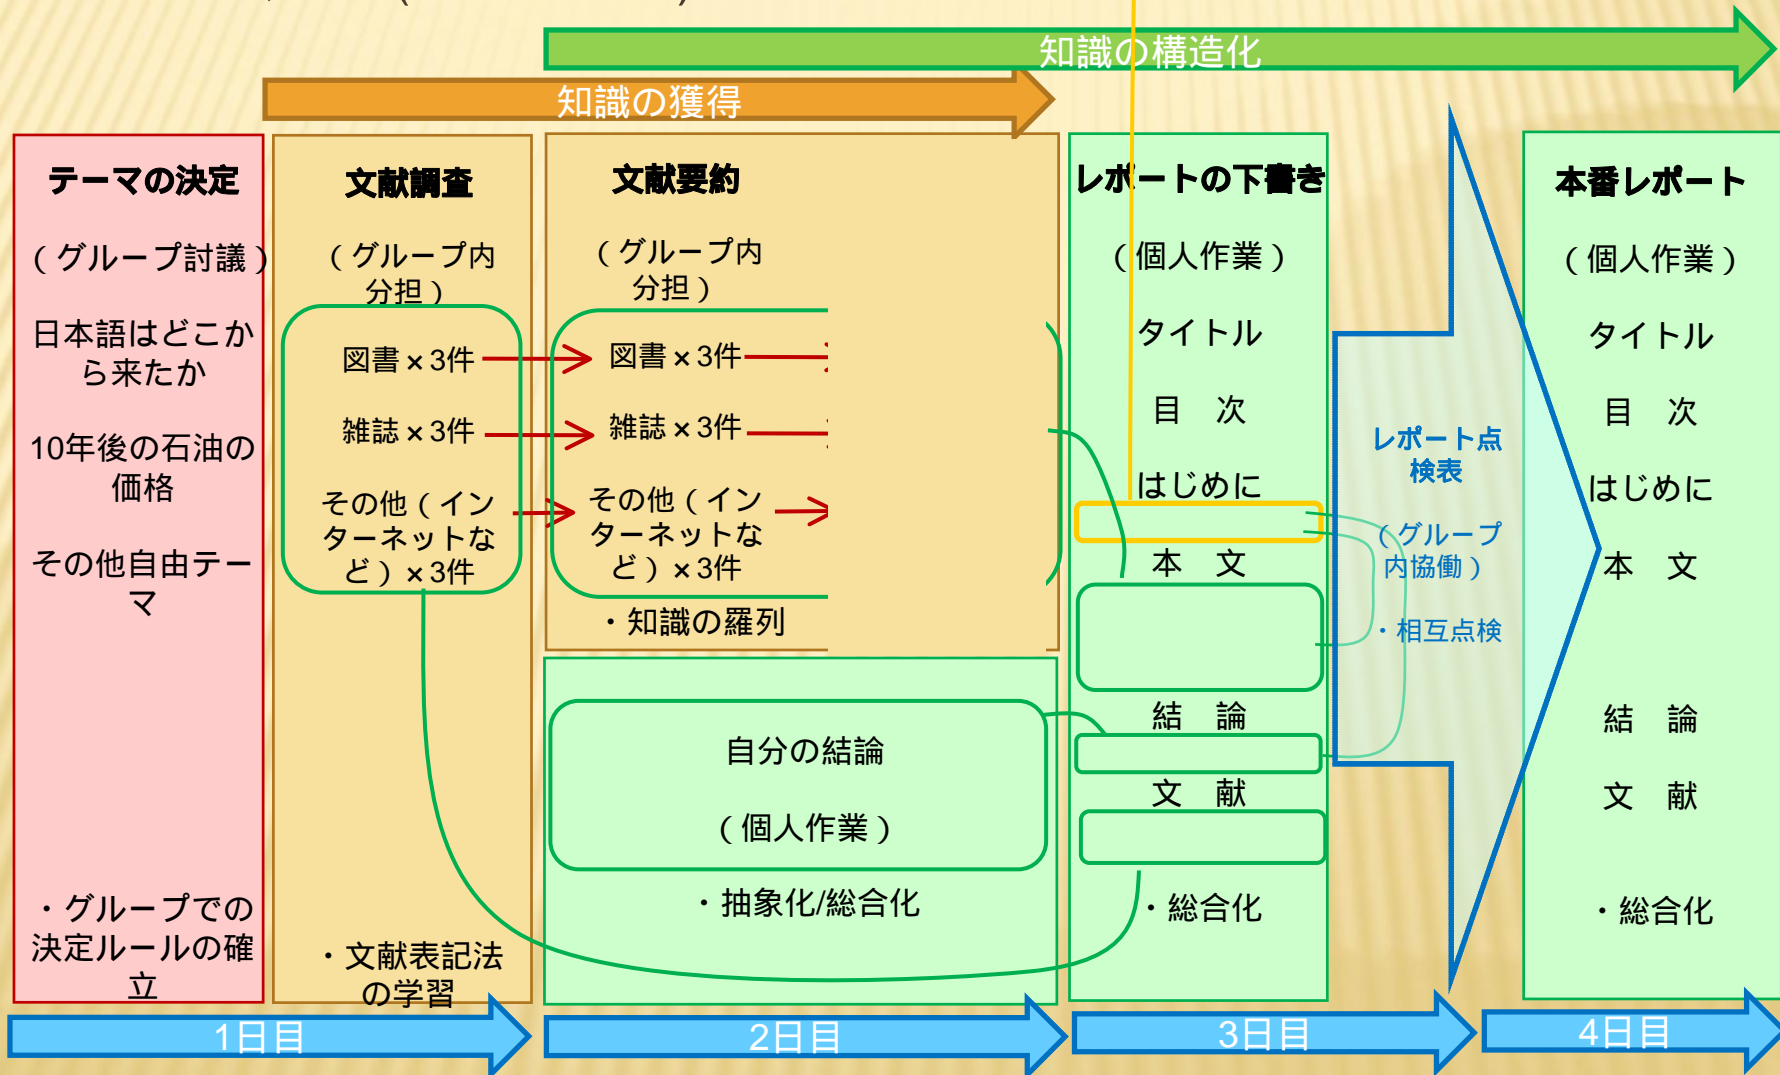 知識の構造化
知識の獲得
テーマの決定
(グループ討議)
日本語はどこか
ら来たか
10年後の石油の
価格
その他自由テー
マ
・グループでの
決定ルールの確
立
文献調査
(グループ内
分担)
図書×3件
雑誌×3件
その他(イン
ターネットな
ど)×3件
・文献表記法
の学習
文献要約
(グループ内
分担)
図書×3件
雑誌×3件
その他(イン
ターネットな
ど)×3件
・知識の羅列
自分の結論
(個人作業)
・抽象化/総合化
レポートの下書き
(個人作業)
タイトル
目 次
はじめに
本 文
結 論
文 献
・総合化
レポート点
検表
(グループ
内協働)
・相互点検
本番レポート
(個人作業)
タイトル
目 次
はじめに
本 文
結 論
文 献
・総合化
1日目
2日目
3日目
4日目